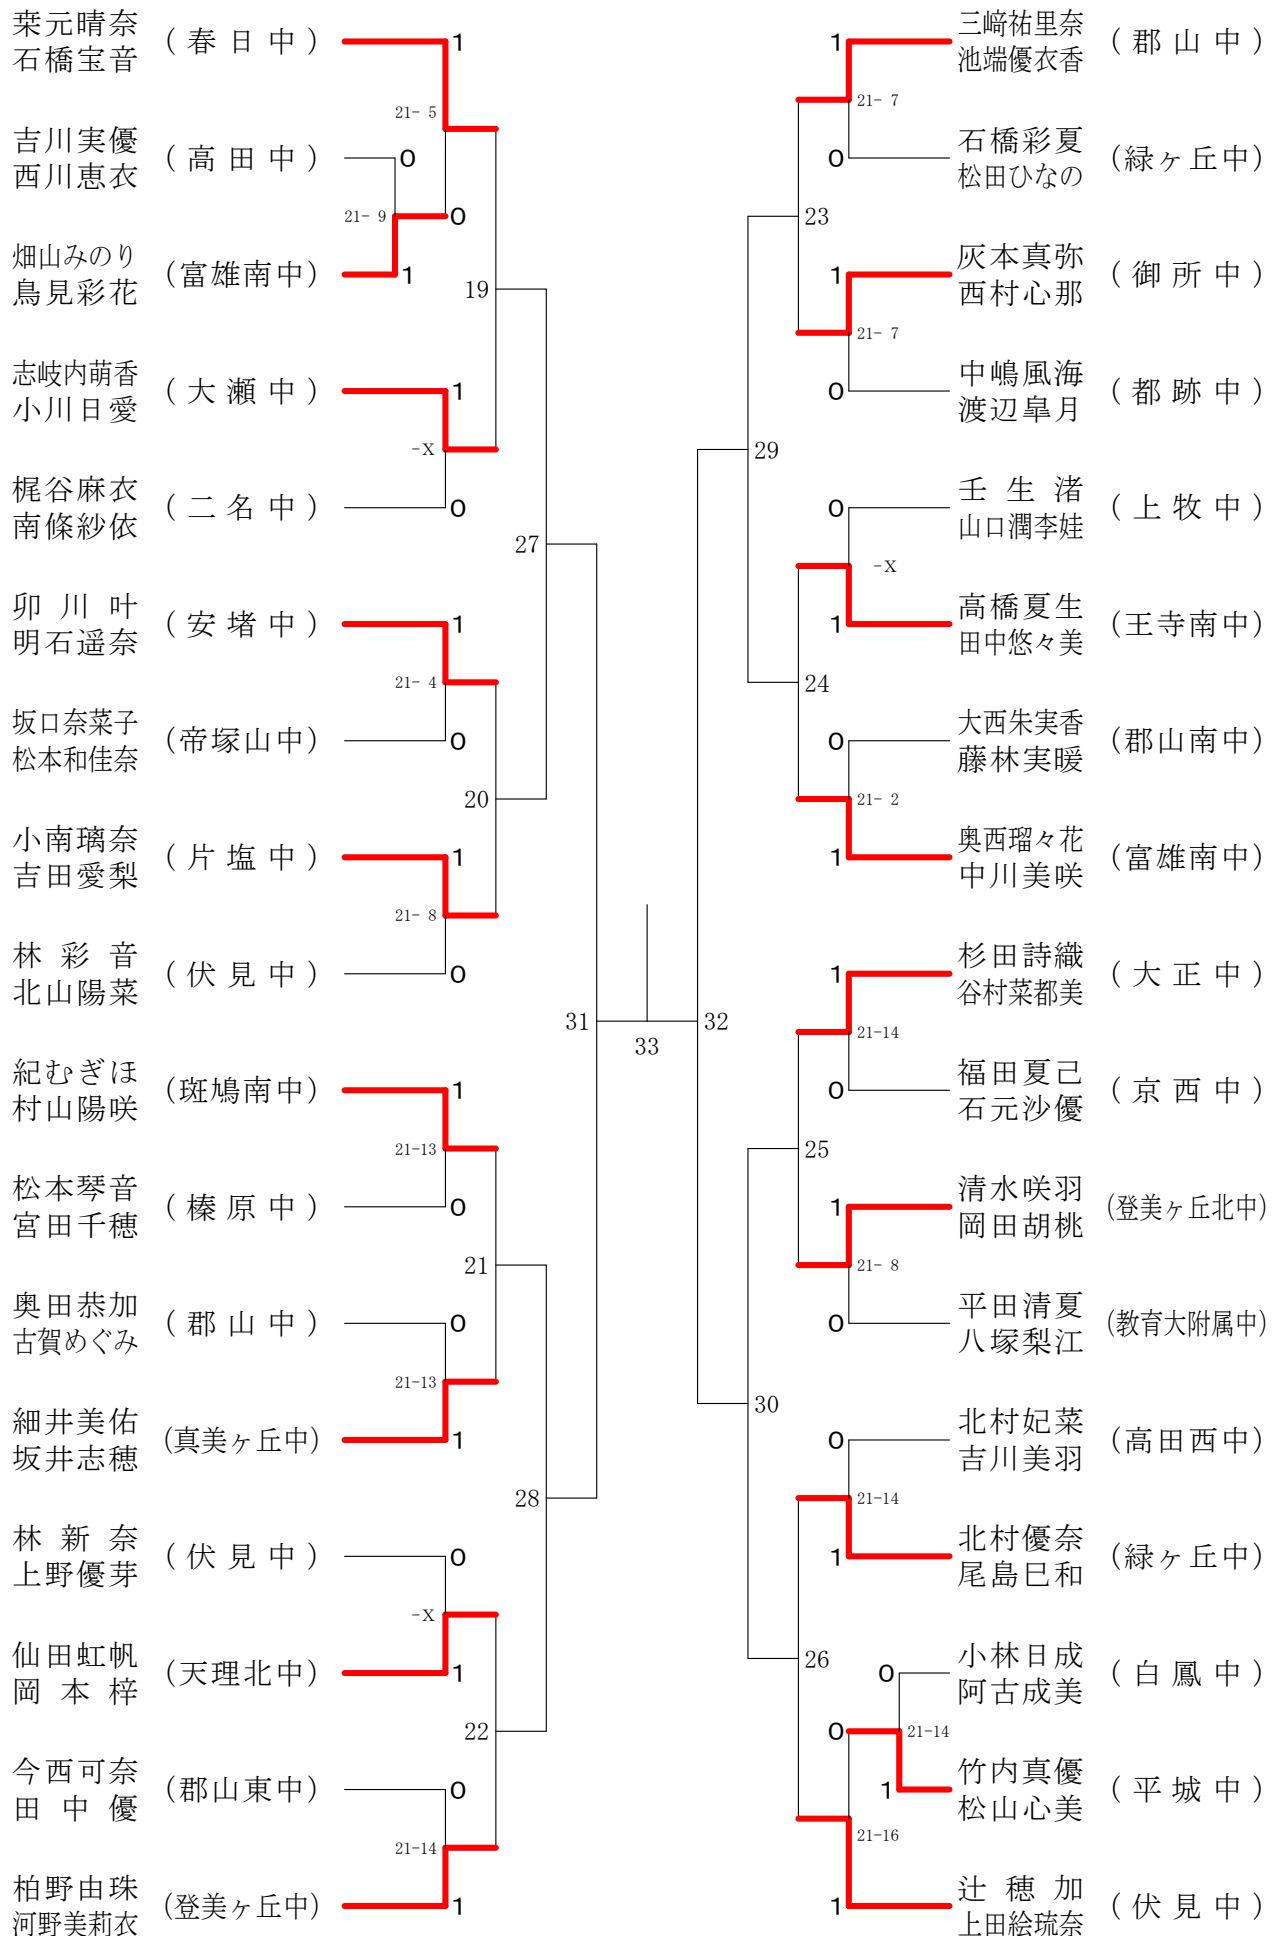 栥元晴奈
石橋宝音
(春日中)
1
21- 5
吉川実優
西川恵衣
(高田中)
0
21- 9
0
畑山みのり
鳥見彩花
(富雄南中)
1
19
志岐内萌香
小川日愛
(大瀬中)
1
-X
梶谷麻衣
南條紗依
(二名中)
0
27
卯川叶
明石遥奈
(安堵中)
1
21- 4
坂口奈菜子
松本和佳奈
(帝塚山中)
0
20
小南璃奈
吉田愛梨
(片塩中)
1
21- 8
林彩音
北山陽菜
(伏見中)
0
31
33
紀むぎほ
村山陽咲
(斑鳩南中)
1
21-13
松本琴音
宮田千穂
(榛原中)
0
21
奥田恭加
古賀めぐみ
(郡山中)
0
21-13
細井美佑
坂井志穂
(真美ヶ丘中)
1
28
林新奈
上野優芽
(伏見中)
0
-X
仙田虹帆
岡本梓
(天理北中)
1
22
今西可奈
田中優
(郡山東中)
0
21-14
柏野由珠
河野美莉衣
(登美ヶ丘中)
1
1
三﨑祐里奈
池端優衣香
(郡山中)
21- 7
0
石橋彩夏
松田ひなの
(緑ヶ丘中)
23
1
灰本真弥
西村心那
(御所中)
21- 7
0
中嶋風海
渡辺皐月
(都跡中)
29
0
壬生渚
山口潤李娃
(上牧中)
-X
1
高橋夏生
田中悠々美
(王寺南中)
24
0
大西朱実香
藤林実暖
(郡山南中)
21- 2
1
奥西瑠々花
中川美咲
(富雄南中)
32
1
杉田詩織
谷村菜都美
(大正中)
21-14
0
福田夏己
石元沙優
(京西中)
25
1
清水咲羽
岡田胡桃
(登美ヶ丘北中)
21- 8
0
平田清夏
八塚梨江
(教育大附属中)
30
0
北村妃菜
吉川美羽
(高田西中)
21-14
1
北村優奈
尾島巳和
(緑ヶ丘中)
26
0
小林日成
阿古成美
(白鳳中)
0
21-14
1
竹内真優
松山心美
(平城中)
21-16
1
辻穂加
上田絵琉奈
(伏見中)